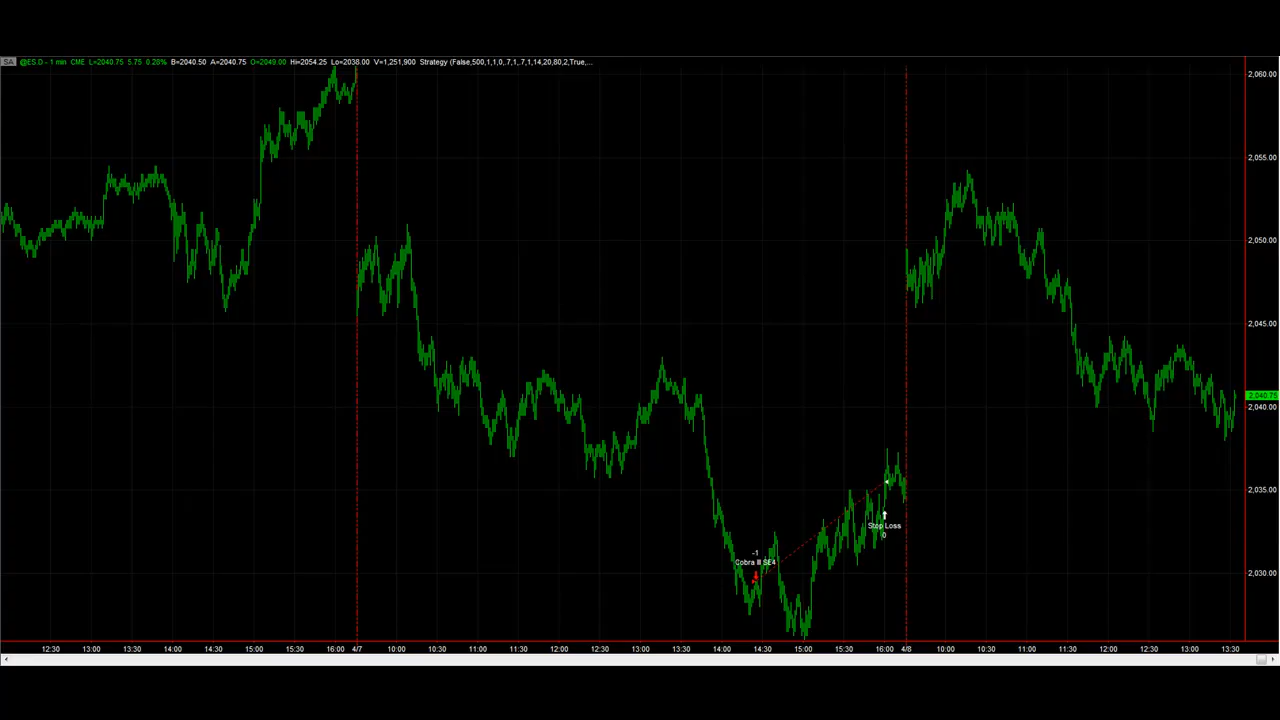 SA @ES.D - 1 min CME L=2040.75 5.75 0.28% B=2040.50 A=2040.75 O=2049.00 Hi=2054.25 Lo=2038.00 V=1,251,900 Strategy (False,500,1,1,0,.7,1,.7,1,14,20,80,2,True,...
2,060.00
2,055.00
2,050.00
2,045.00
2,040.75
2,040.00
2,035.00
Stop Loss
0
-1
Cobra III SE4
2,030.00
12:30 13:00 13:30 14:00 14:30 15:00 15:30 16:00 4/7 10:00 10:30 11:00 11:30 12:00 12:30 13:00 13:30 14:00 14:30 15:00 15:30 16:00 4/8 10:00 10:30 11:00 11:30 12:00 12:30 13:00 13:30